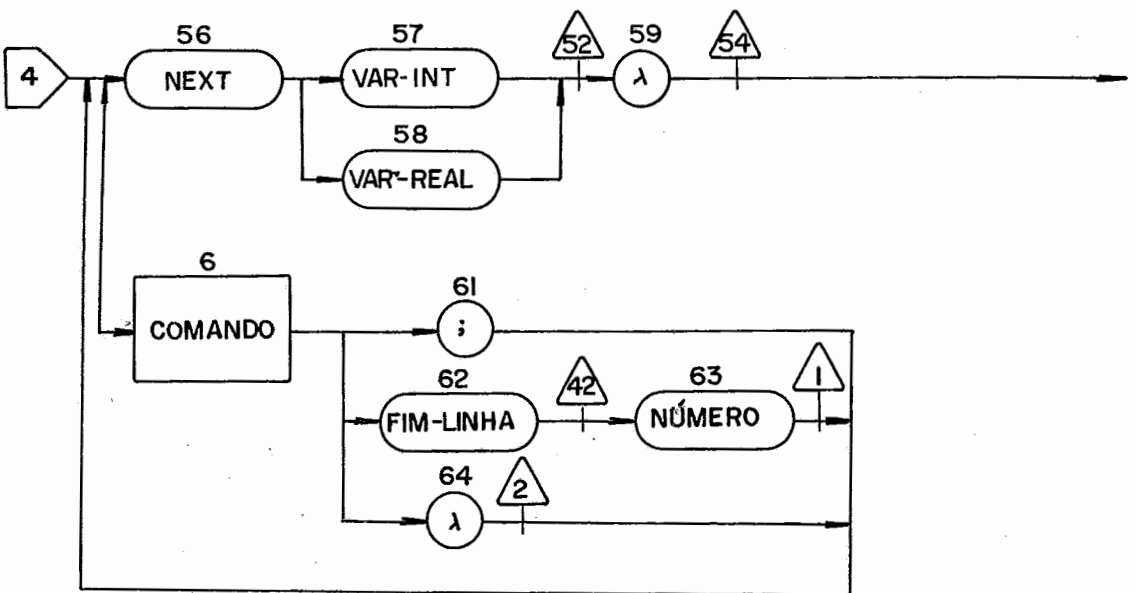 56 57 52 59 54
4 NEXT VAR-INT λ
58
VAR-REAL
6 61
COMANDO ;
62 42 63 1
FIM-LINHA NÚMERO
64 2
λ